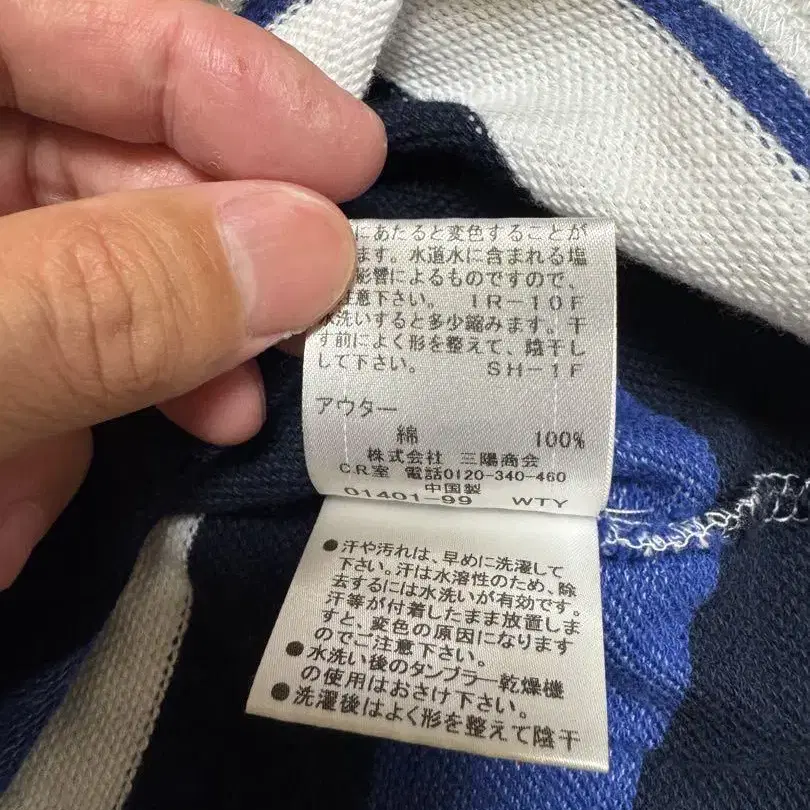 にあたると変色することが
ます。水道水に含まれる塩
影響によるものですので、
注意下さい。 IR-10F
水洗いすると多少縮みます。干
す前によく形を整えて、陰干し
して下さい。 SH-1F
アウター
綿 100%
株式会社 三陽商会
CR室 電話0120-340-460
中国製
01401-99 WTY
●汗や汚れは、早めに洗濯して
下さい。汗は水溶性のため、除
去するには水洗いが有効です。
汗等が付着したまま放置しま
すと、変色の原因になります
のでご注意下さい。
●水洗い後のタンブラー乾燥機
の使用はおさけ下さい。
●洗濯後はよく形を整えて陰干